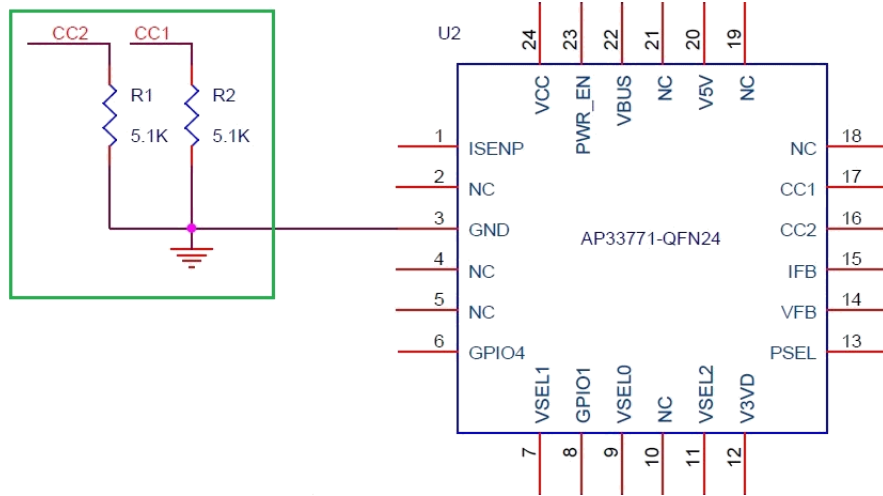 CC2
CC1
R1
5.1K
R2
5.1K
U2
24
23
22
21
20
19
VCC
PWR_EN
VBUS
NC
V5V
NC
1
ISENP
2
NC
3
GND
4
NC
5
NC
6
GPIO4
AP33771-QFN24
NC
18
CC1
17
CC2
16
IFB
15
VFB
14
PSEL
13
VSEL1
GPIO1
VSEL0
NC
VSEL2
V3VD
7
8
9
10
11
12